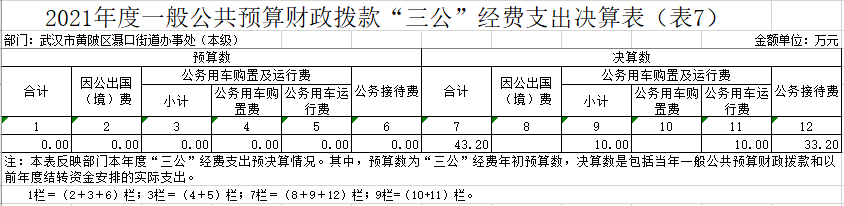 2021年度一般公共预算财政拨款“三公”经费支出决算表（表7）
部门：武汉市黄陂区滠口街道办事处（本级） 金额单位：万元
预算数 决算数
合计 因公出国（境）费 公务用车购置及运行费 公务接待费 合计 因公出国（境）费 公务用车购置及运行费 公务接待费
小计 公务用车购置费 公务用车运行费 小计 公务用车购置费 公务用车运行费
1 2 3 4 5 6 7 8 9 10 11 12
0.00 0.00 0.00 0.00 0.00 0.00 43.20 10.00 10.00 33.20
注：本表反映部门本年度“三公”经费支出预决算情况。其中，预算数为“三公”经费年初预算数，决算数是包括当年一般公共预算财政拨款和以
前年度结转资金安排的实际支出。
1栏＝（2＋3＋6）栏；3栏＝（4＋5）栏；7栏＝（8＋9＋12）栏；9栏＝（10+11）栏。